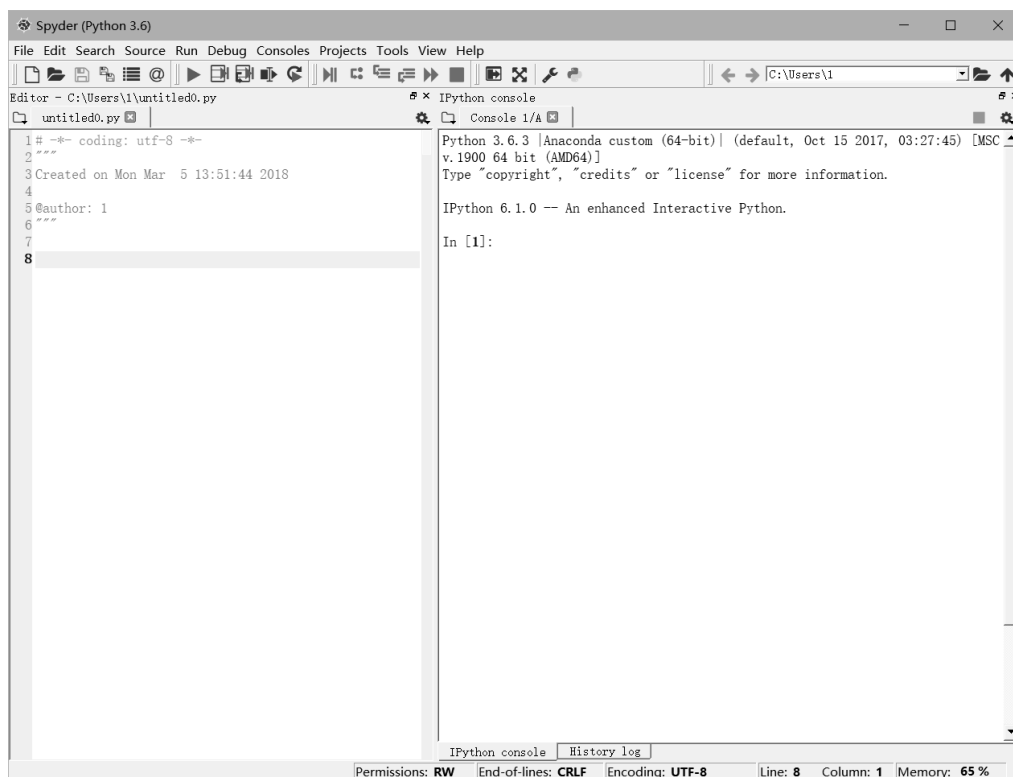 Spyder (Python 3.6)
File Edit Search Source Run Debug Consoles Projects Tools View Help
C:\Users\1
Editor - C:\Users\1\untitled0.py
untitled0.py
1 # -*- coding: utf-8 -*-
2 """
3 Created on Mon Mar  5 13:51:44 2018
4
5 @author: 1
6 """
7
8
IPython console
Console 1/A
Python 3.6.3 |Anaconda custom (64-bit)| (default, Oct 15 2017, 03:27:45) [MSC
v.1900 64 bit (AMD64)]
Type "copyright", "credits" or "license" for more information.
IPython 6.1.0 -- An enhanced Interactive Python.
In [1]:
IPython console History log
Permissions: RW End-of-lines: CRLF Encoding: UTF-8 Line: 8 Column: 1 Memory: 65 %